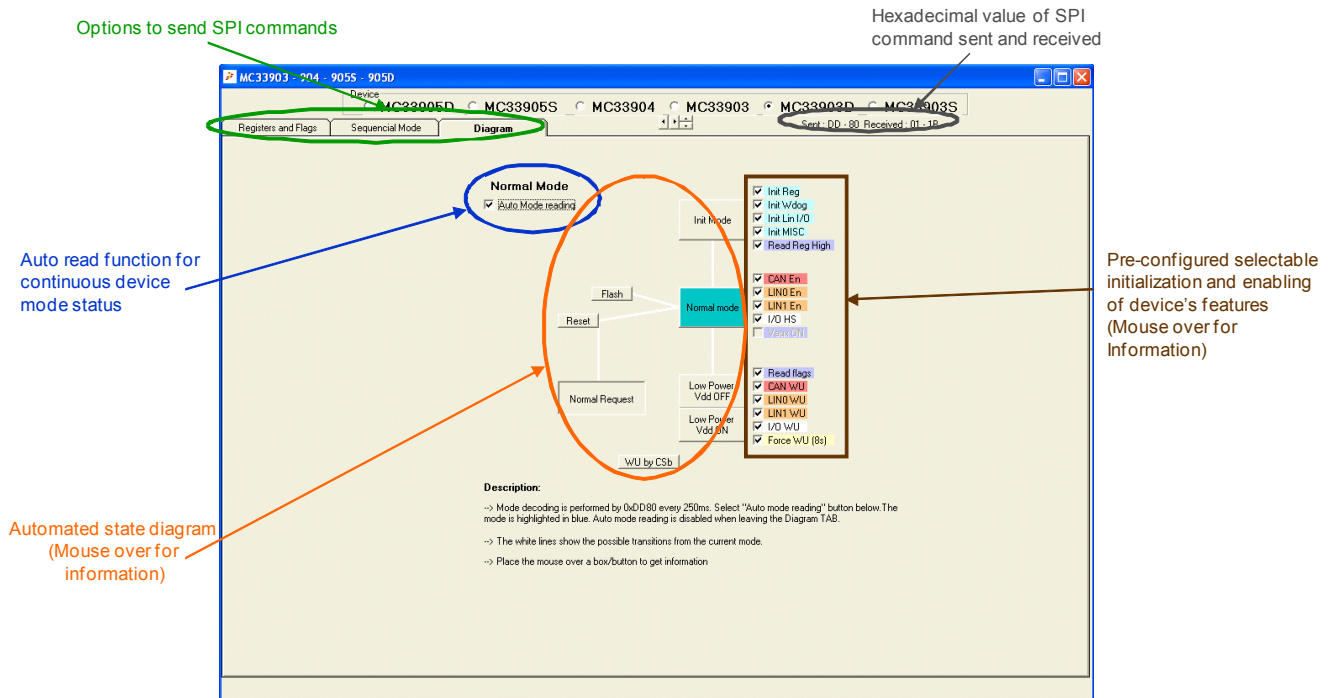 Options to send SPI commands
Hexadecimal value of SPI
command sent and received
MC33903 - 904 - 905S - 905D
Device
MC33905D MC33905S MC33904 MC33903 MC33903D MC33903S
Registers and Flags Sequencial Mode Diagram
Sent : DD - 80 Received : 01 - 1B
Normal Mode
Auto Mode reading
Init Mode
Init Reg
Init Wdog
Init Lin I/O
Init MISC
Read Reg High
Auto read function for
continuous device
mode status
Flash
Reset
Normal mode
CAN En
LIN0 En
LIN1 En
I/O HS
Pre-configured selectable
initialization and enabling
of device's features
(Mouse over for
Information)
Normal Request
Low Power
Vdd OFF
Low Power
Vdd ON
Read flags
CAN WU
LIN0 WU
LIN1 WU
I/O WU
Force WU (8s)
WU by CSb
Automated state diagram
(Mouse over for
information)
Description:
--> Mode decoding is performed by 0xDD80 every 250ms. Select "Auto mode reading" button below.The
mode is highlighted in blue. Auto mode reading is disabled when leaving the Diagram TAB.
--> The white lines show the possible transitions from the current mode.
--> Place the mouse over a box/button to get information